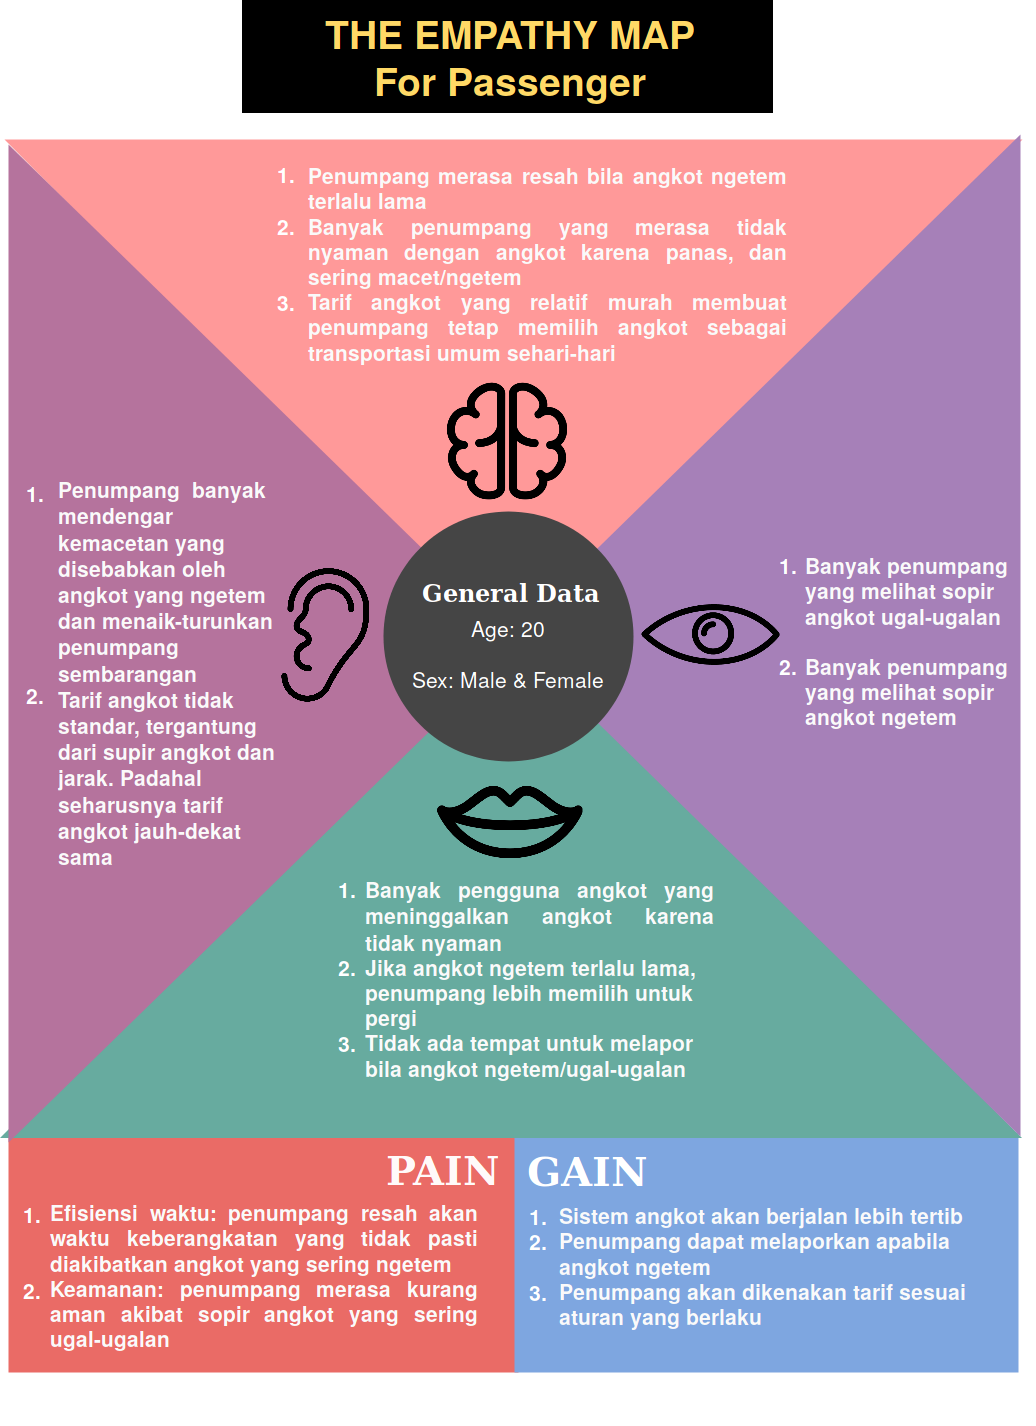 THE EMPATHY MAP
For Passenger
1. Penumpang merasa resah bila angkot ngetem
terlalu lama
2. Banyak penumpang yang merasa tidak
nyaman dengan angkot karena panas, dan
sering macet/ngetem
3. Tarif angkot yang relatif murah membuat
penumpang tetap memilih angkot sebagai
transportasi umum sehari-hari
1. Penumpang banyak
mendengar
kemacetan yang
disebabkan oleh
angkot yang ngetem
dan menaik-turunkan
penumpang
sembarangan
2. Tarif angkot tidak
standar, tergantung
dari supir angkot dan
jarak. Padahal
seharusnya tarif
angkot jauh-dekat
sama
General Data
Age: 20
Sex: Male & Female
1. Banyak penumpang
yang melihat sopir
angkot ugal-ugalan
2. Banyak penumpang
yang melihat sopir
angkot ngetem
1. Banyak pengguna angkot yang
meninggalkan angkot karena
tidak nyaman
2. Jika angkot ngetem terlalu lama,
penumpang lebih memilih untuk
pergi
3. Tidak ada tempat untuk melapor
bila angkot ngetem/ugal-ugalan
PAIN
1. Efisiensi waktu: penumpang resah akan
waktu keberangkatan yang tidak pasti
diakibatkan angkot yang sering ngetem
2. Keamanan: penumpang merasa kurang
aman akibat sopir angkot yang sering
ugal-ugalan
GAIN
1. Sistem angkot akan berjalan lebih tertib
2. Penumpang dapat melaporkan apabila
angkot ngetem
3. Penumpang akan dikenakan tarif sesuai
aturan yang berlaku